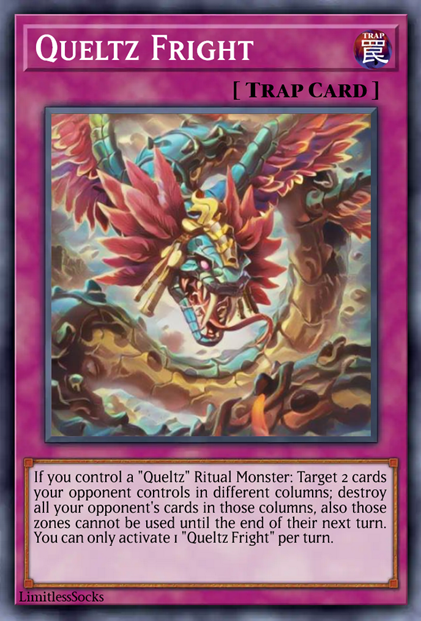 Queltz Fright
TRAP
罠
[ Trap Card ]
If you control a "Queltz" Ritual Monster: Target 2 cards
your opponent controls in different columns; destroy
all your opponent's cards in those columns, also those
zones cannot be used until the end of their next turn.
You can only activate 1 "Queltz Fright" per turn.
LimitlessSocks